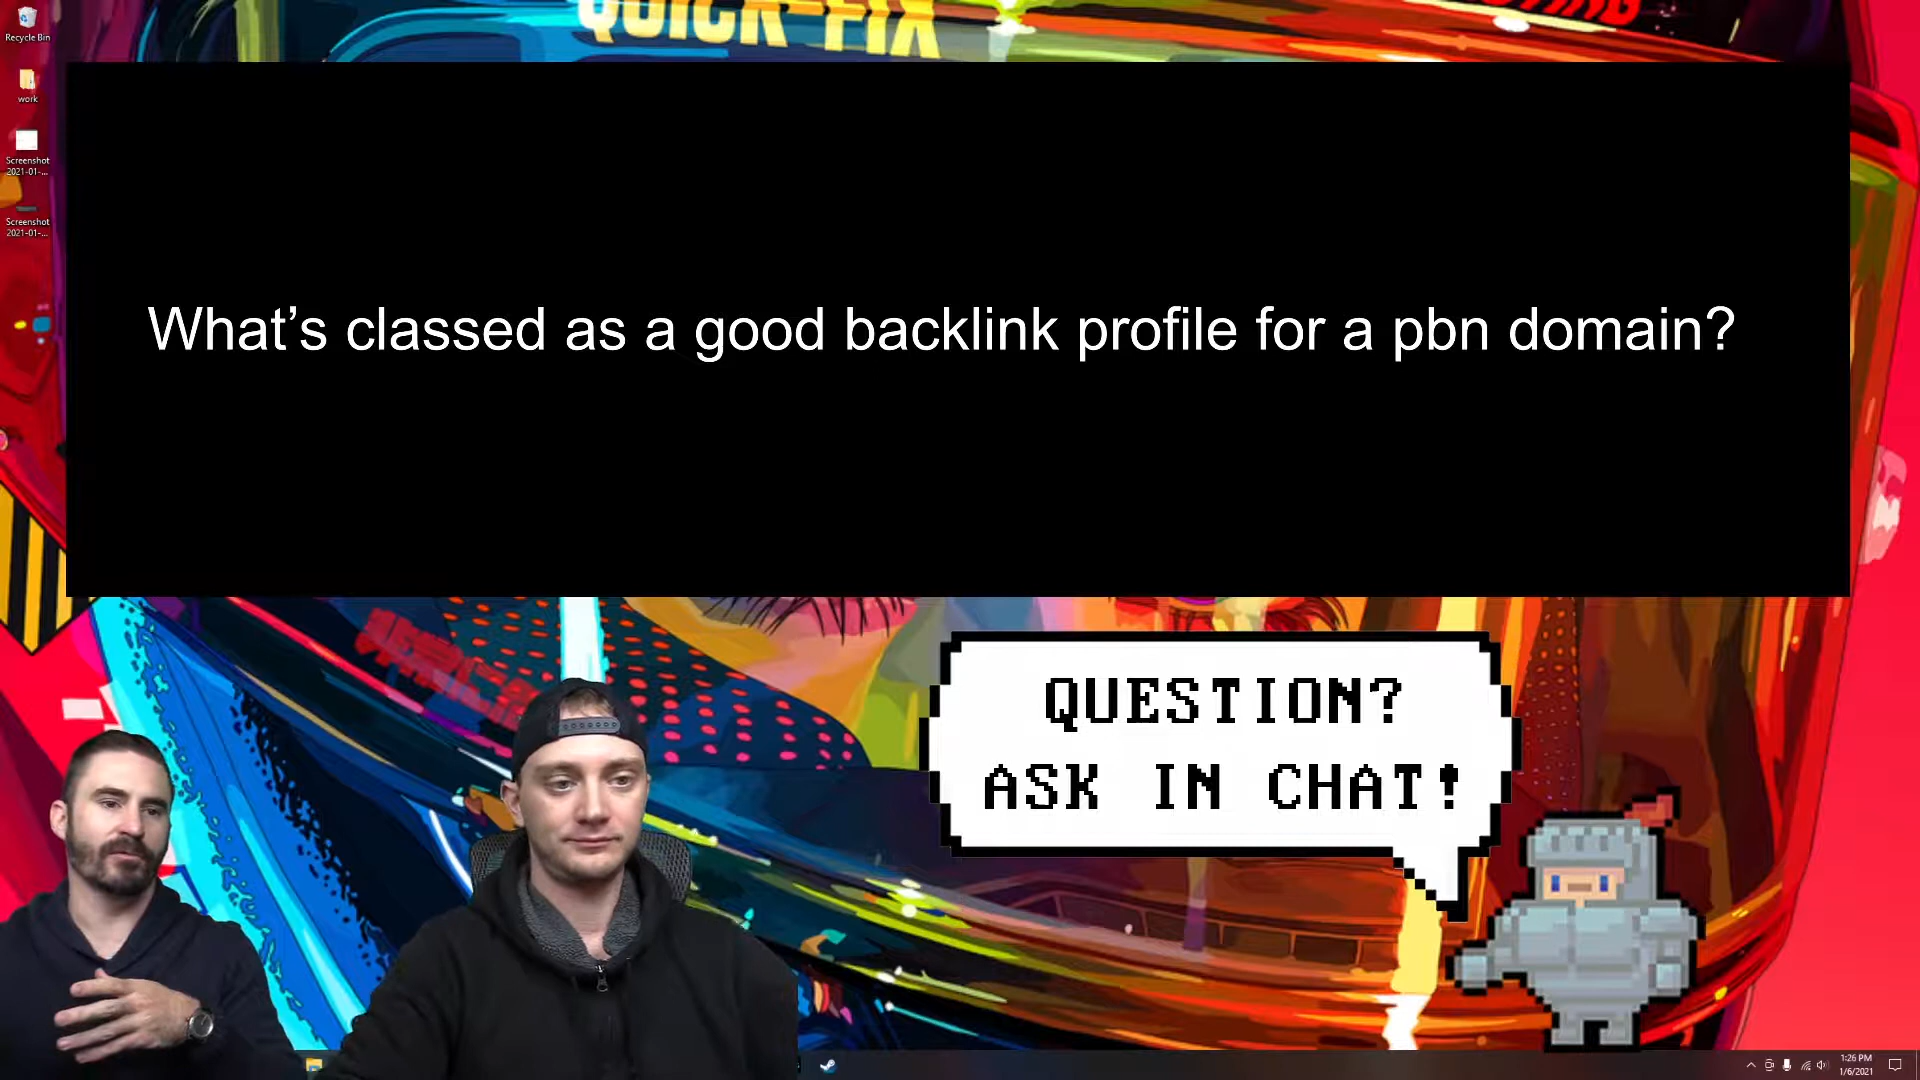 QUICK-FIX
Recycle Bin
work
Screenshot
2021-01-...
Screenshot
2021-01-...
What’s classed as a good backlink profile for a pbn domain?
QUESTION?
ASK IN CHAT!
1:26 PM
1/6/2021